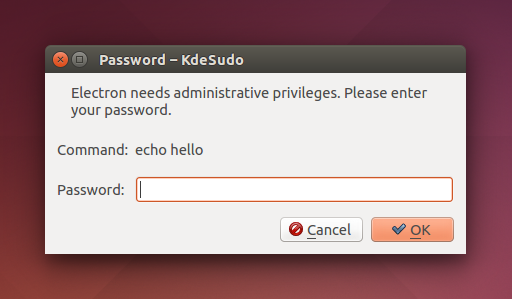 Password – KdeSudo
Electron needs administrative privileges. Please enter
your password.
Command: echo hello
Password:
Cancel OK